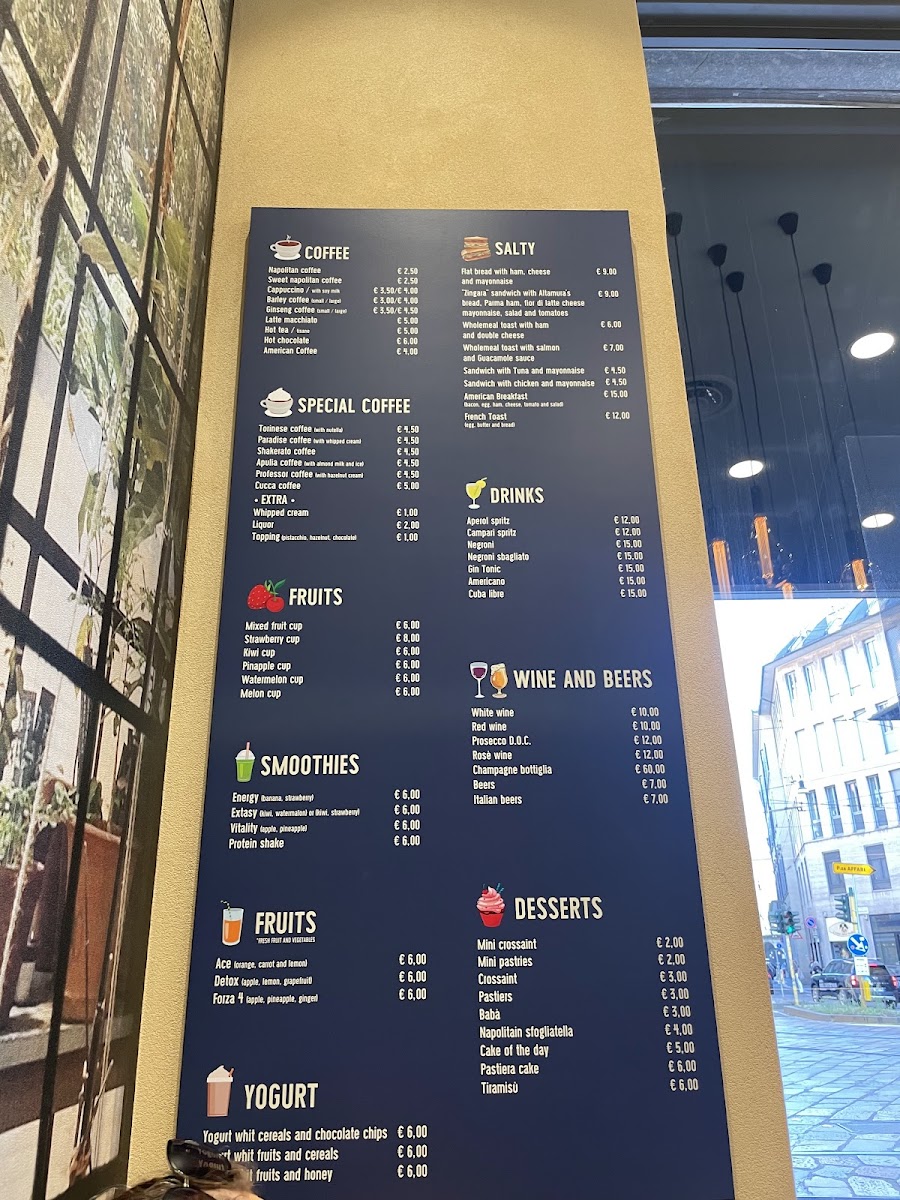 COFFEE
Napolitan coffee € 2,50
Sweet napolitan coffee € 2,50
Cappuccino / with soy milk € 3,50/€ 4,00
Barley coffee (small / large) € 3,00/€ 4,00
Ginseng coffee (small / large) € 3,50/€ 4,50
Latte macchiato € 5,00
Hot tea / tisane € 5,00
Hot chocolate € 6,00
American Coffee € 4,00
SPECIAL COFFEE
Torinese coffee (with nutella) € 4,50
Paradise coffee (with whipped cream) € 4,50
Shakerato coffee € 4,50
Apulia coffee (with almond milk and ice) € 4,50
Professor coffee (with hazelnut cream) € 4,50
Cucca coffee € 5,00
• EXTRA •
Whipped cream € 1,00
Liquor € 2,00
Topping (pistacchio, hazelnut, chocolate) € 1,00
FRUITS
Mixed fruit cup € 6,00
Strawberry cup € 8,00
Kiwi cup € 6,00
Pinapple cup € 6,00
Watermelon cup € 6,00
Melon cup € 6,00
SMOOTHIES
Energy (banana, strawberry) € 6,00
Extasy (kiwi, watermalon) or (kiwi, strawberry) € 6,00
Vitality (apple, pineapple) € 6,00
Protein shake € 6,00
FRUITS
*FRESH FRUIT AND VEGETABLES
Ace (orange, carrot and lemon) € 6,00
Detox (apple, lemon, grapefruit) € 6,00
Forza 4 (apple, pineapple, ginger) € 6,00
YOGURT
Yogurt whit cereals and chocolate chips € 6,00
whit fruits and cereals € 6,00
fruits and honey € 6,00
SALTY
Flat bread with ham, cheese € 9,00
and mayonnaise
"Zingara" sandwich with Altamura's € 9,00
bread, Parma ham, fior di latte cheese
mayonnaise, salad and tomatoes
Wholemeal toast with ham € 6,00
and double cheese
Wholemeal toast with salmon € 7,00
and Guacamole sauce
Sandwich with Tuna and mayonnaise € 4,50
Sandwich with chicken and mayonnaise € 4,50
American Breakfast € 15,00
(bacon, egg, ham, cheese, tomato and salad)
French Toast € 12,00
(egg, butter and bread)
DRINKS
Aperol spritz € 12,00
Campari spritz € 12,00
Negroni € 15,00
Negroni sbagliato € 15,00
Gin Tonic € 15,00
Americano € 15,00
Cuba libre € 15,00
WINE AND BEERS
White wine € 10,00
Red wine € 10,00
Prosecco D.O.C. € 12,00
Rosè wine € 12,00
Champagne bottiglia € 60,00
Beers € 7,00
Italian beers € 7,00
DESSERTS
Mini crossaint € 2,00
Mini pastries € 2,00
Crossaint € 3,00
Pastiers € 3,00
Babà € 3,00
Napolitain sfogliatella € 4,00
Cake of the day € 5,00
Pastiera cake € 6,00
Tiramisù € 6,00